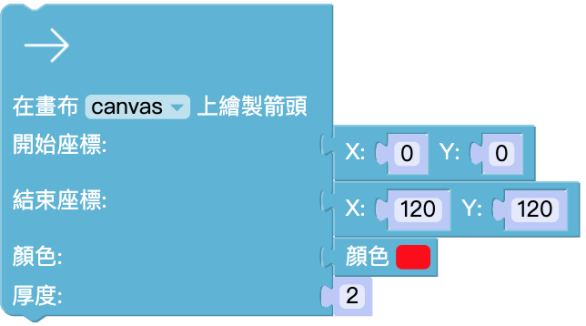 在畫布 canvas 上繪製箭頭
開始座標: X: 0 Y: 0
結束座標: X: 120 Y: 120
顏色: 顔色
厚度: 2